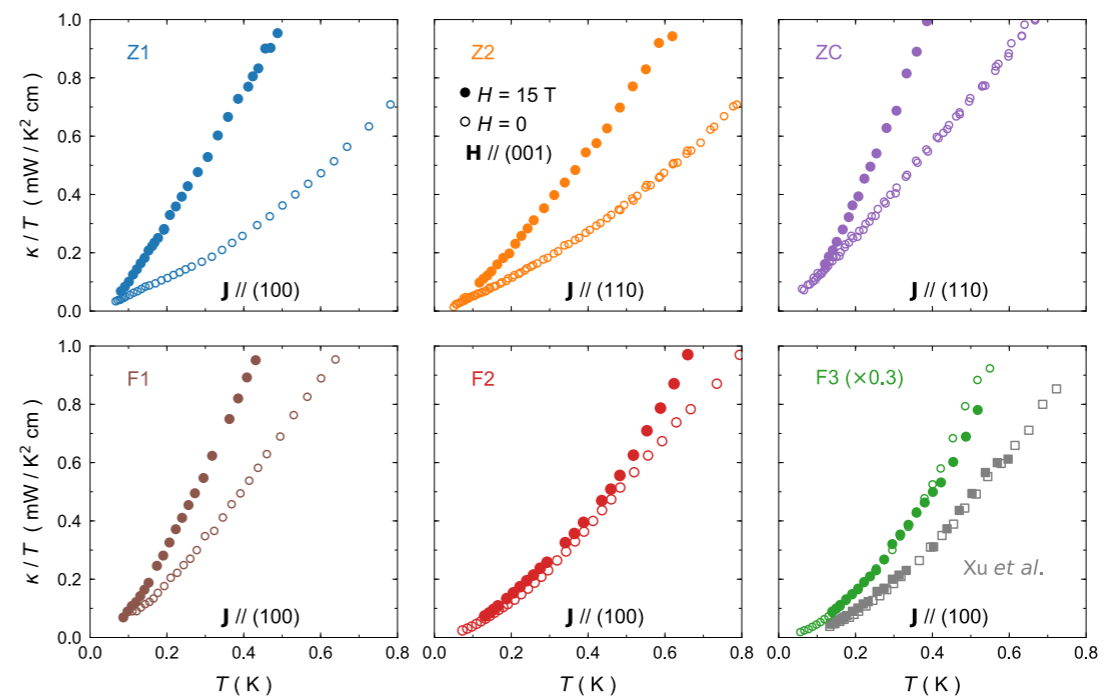 1.0
0.8
0.6
0.4
0.2
0.0
κ / T ( mW / K² cm )
Z1
J // (100)
Z2
H = 15 T
H = 0
H // (001)
J // (110)
ZC
J // (110)
1.0
0.8
0.6
0.4
0.2
0.0
κ / T ( mW / K² cm )
F1
J // (100)
F2
J // (100)
F3 (×0.3)
Xu et al.
J // (100)
0.0 0.2 0.4 0.6 0.8
0.0 0.2 0.4 0.6 0.8
0.0 0.2 0.4 0.6 0.8
T ( K )
T ( K )
T ( K )